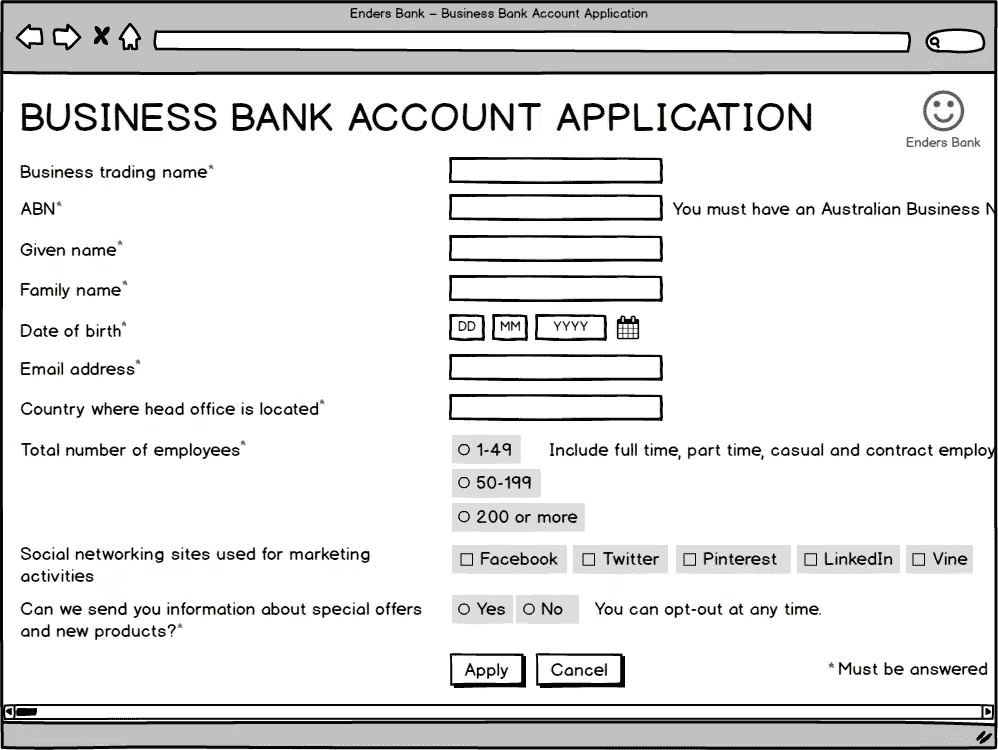 Enders Bank – Business Bank Account Application
BUSINESS BANK ACCOUNT APPLICATION
Enders Bank
Business trading name*
ABN* You must have an Australian Business N
Given name*
Family name*
Date of birth* DD MM YYYY
Email address*
Country where head office is located*
Total number of employees* 1-49 Include full time, part time, casual and contract employ
50-199
200 or more
Social networking sites used for marketing
activities
Facebook Twitter Pinterest LinkedIn Vine
Can we send you information about special offers
and new products?*
Yes No You can opt-out at any time.
Apply Cancel *Must be answered